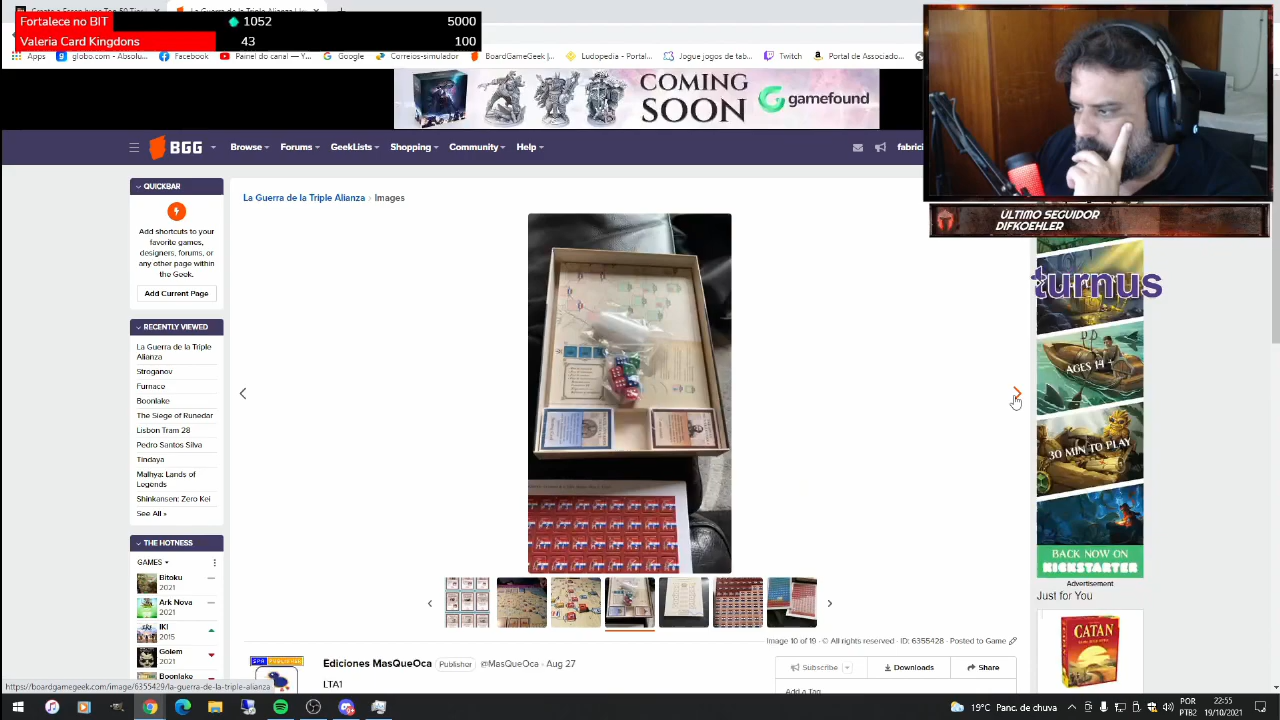 Fortalece no BIT 1052 5000
Valeria Card Kingdons 43 100
Apps globo.com - Absolu... Facebook Painel do canal — Y... Google Correios-simulador BoardGameGeek |... Ludopedia - Portal... Jogue jogos de tab... Twitch Portal de Associado...
COMING SOON gamefound
BGG Browse Forums GeekLists Shopping Community Help fabrici
QUICKBAR
Add shortcuts to your
favorite games,
designers, forums, or
any other page within
the Geek.
Add Current Page
La Guerra de la Triple Alianza › Images
ÚLTIMO SEGUIDOR
DIFKOEHLER
turnus
AGES 14 +
30 MIN TO PLAY
BACK NOW ON
KICKSTARTER
Advertisement
Just for You
CATAN
RECENTLY VIEWED
La Guerra de la Triple
Alianza
Stroganov
Furnace
Boonlake
The Siege of Runedar
Lisbon Tram 28
Pedro Santos Silva
Tindaya
Malhya: Lands of
Legends
Shinkansen: Zero Kei
See All »
THE HOTNESS
GAMES
Bitoku
2021
Ark Nova
2021
IKI
2015
Golem
2021
Boonlake
Image 10 of 19 · © All rights reserved · ID: 6355428 · Posted to Game
SPA PUBLISHER
Ediciones MasQueOca Publisher @MasQueOca · Aug 27
LTA1
Subscribe Downloads Share
Add a Tag
https://boardgamegeek.com/image/6355429/la-guerra-de-la-triple-alianza
19°C Panc. de chuva
POR
PTB2
22:55
19/10/2021